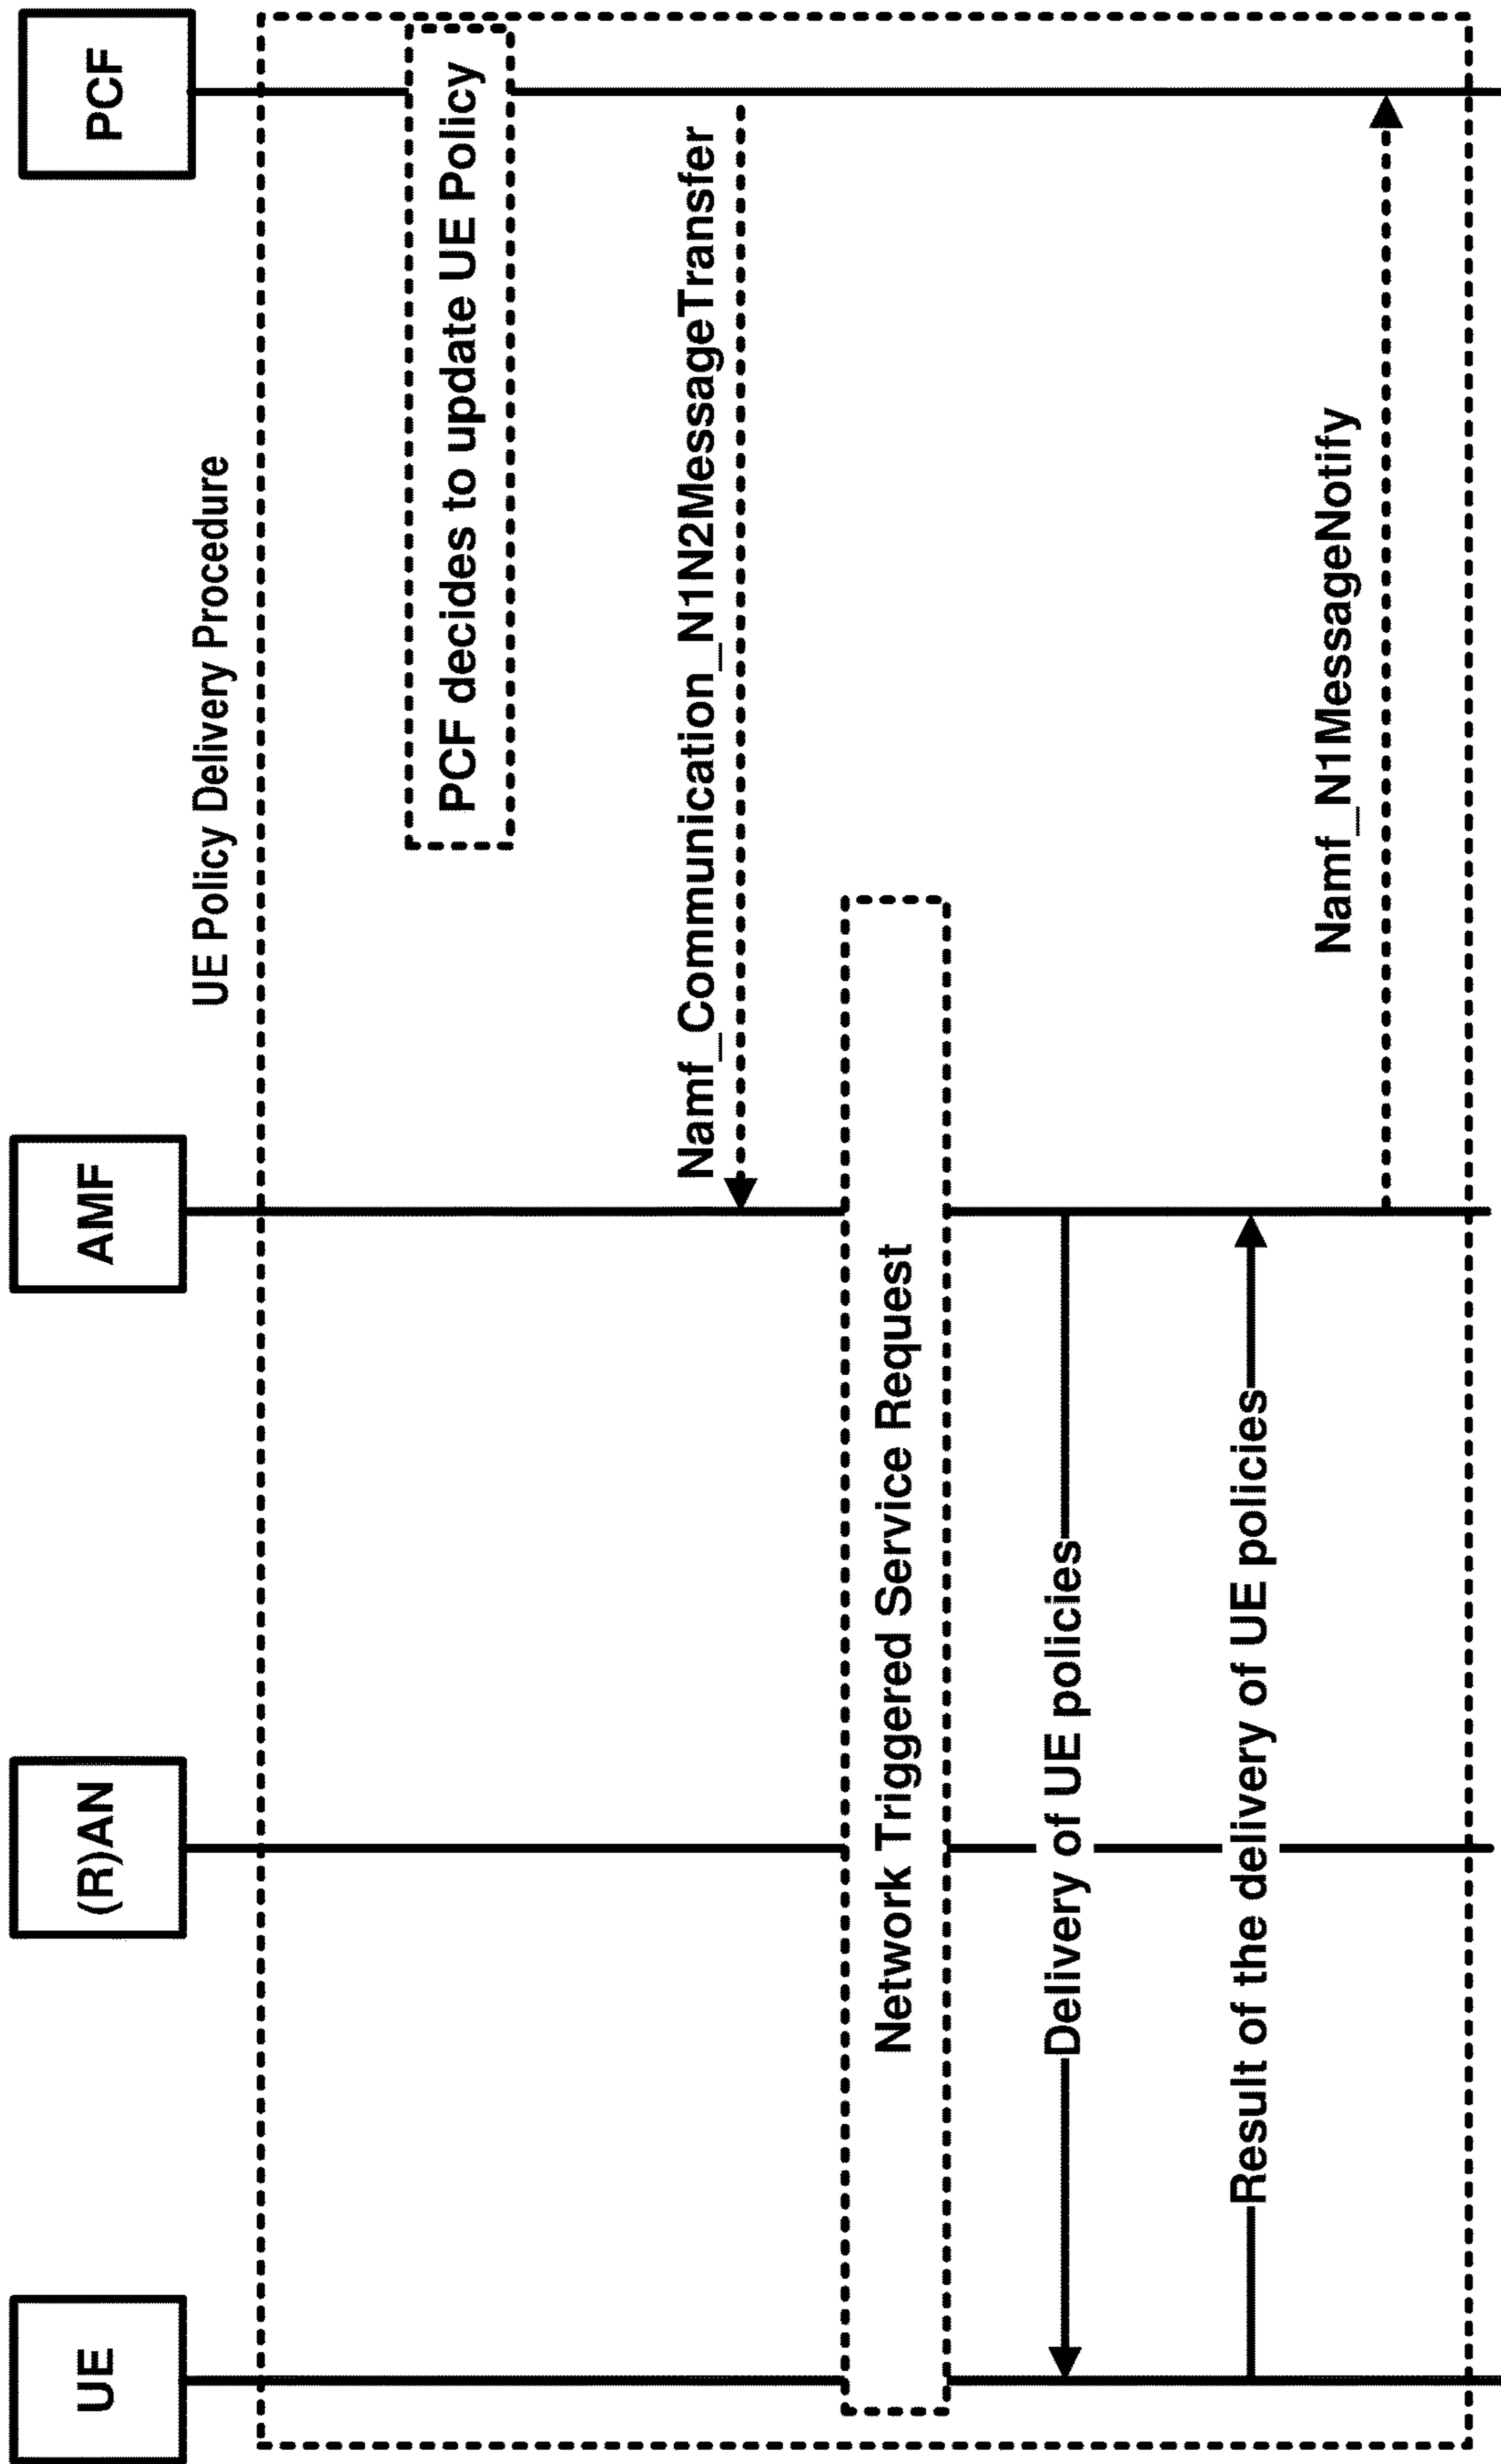 UE
(R)AN
AMF
PCF
UE Policy Delivery Procedure
PCF decides to update UE Policy
Namf_Communication_N1N2MessageTransfer
Network Triggered Service Request
Delivery of UE policies
Result of the delivery of UE policies
Namf_N1MessageNotify